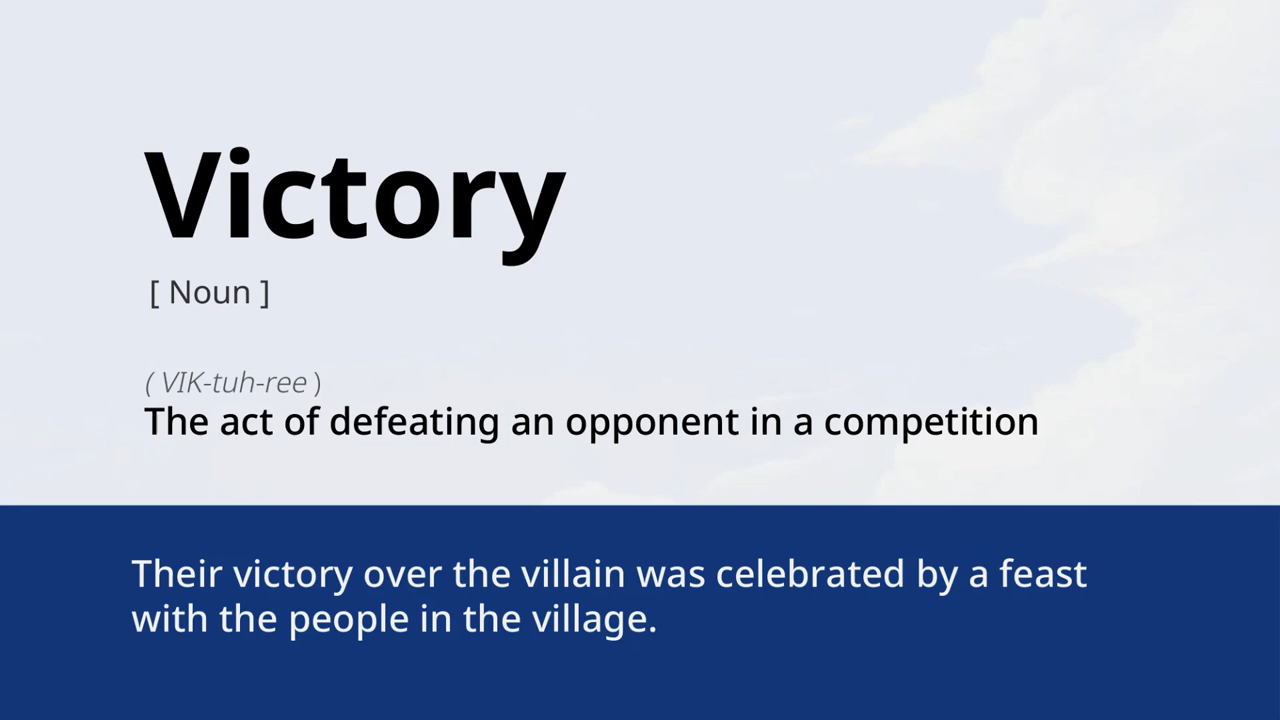 Victory
[ Noun ]
( VIK-tuh-ree )
The act of defeating an opponent in a competition
Their victory over the villain was celebrated by a feast
with the people in the village.